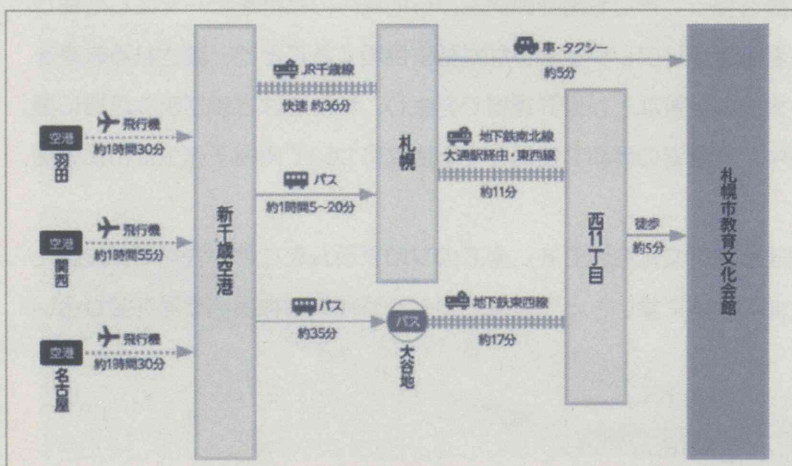 車・タクシー
約5分
JR千歳線
快速 約36分
札幌
地下鉄南北線
大通駅経由・東西線
約11分
空港
羽田
飛行機
約1時間30分
バス
約1時間5~20分
新千歳空港
空港
関西
飛行機
約1時間55分
西11丁目
徒歩
約5分
札幌市教育文化会館
バス
約35分
バス
大谷地
地下鉄東西線
約17分
空港
名古屋
飛行機
約1時間30分